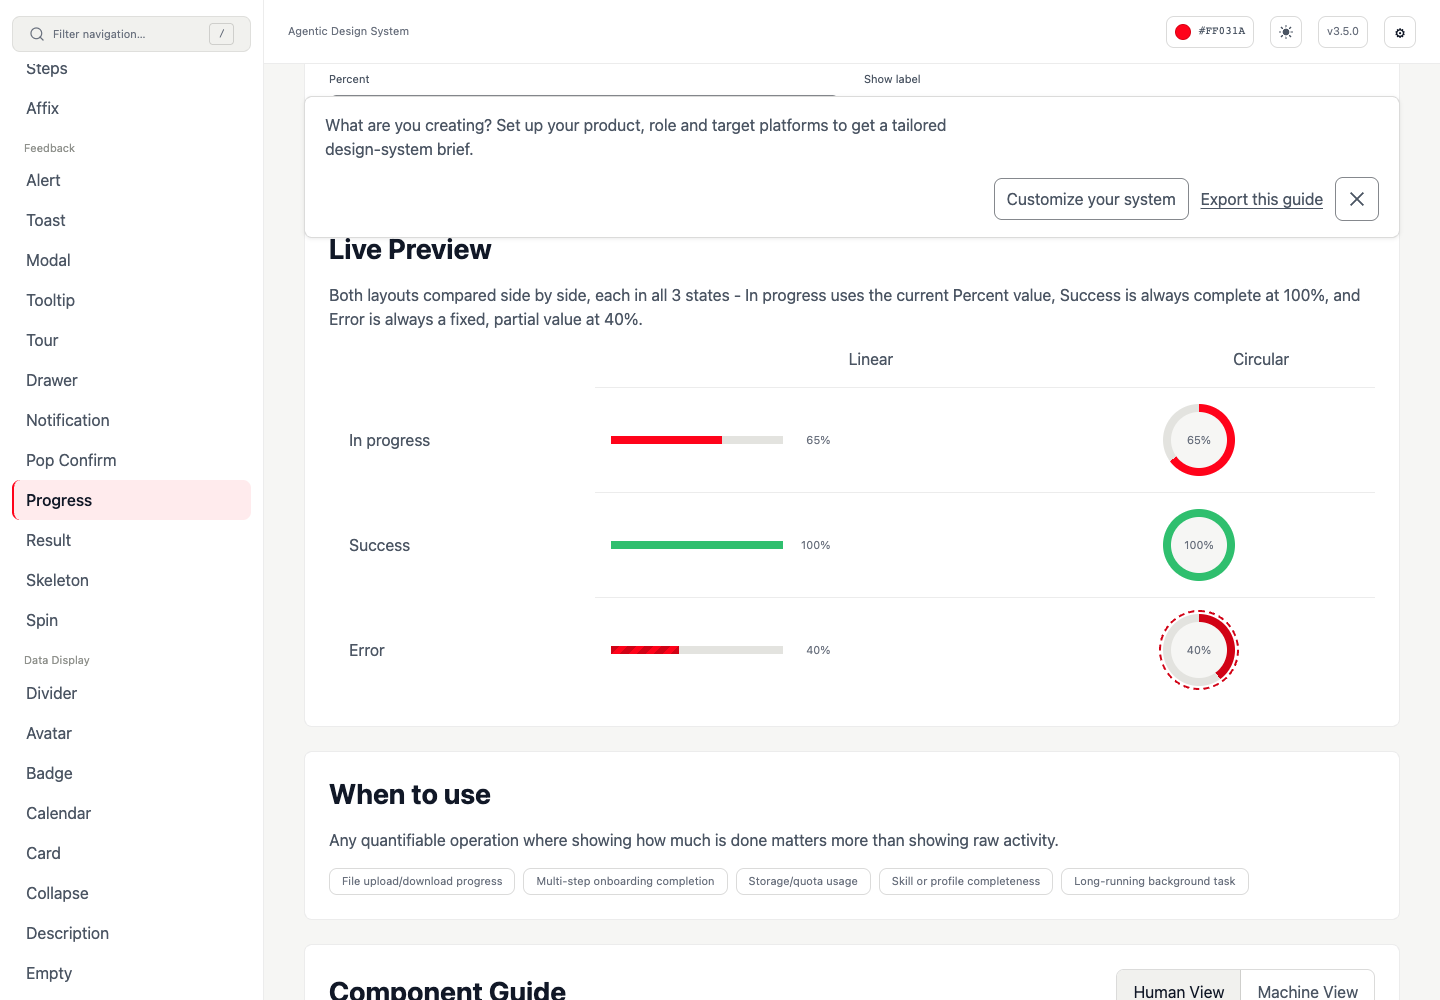 Filter navigation...
/
Steps
Affix
Feedback
Alert
Toast
Modal
Tooltip
Tour
Drawer
Notification
Pop Confirm
Progress
Result
Skeleton
Spin
Data Display
Divider
Avatar
Badge
Calendar
Card
Collapse
Description
Empty
Agentic Design System
#FF031A
v3.5.0
Percent
Show label
What are you creating? Set up your product, role and target platforms to get a tailored
design-system brief.
Customize your system
Export this guide
Live Preview
Both layouts compared side by side, each in all 3 states - In progress uses the current Percent value, Success is always complete at 100%, and
Error is always a fixed, partial value at 40%.
Linear
Circular
In progress
65%
65%
Success
100%
100%
Error
40%
40%
When to use
Any quantifiable operation where showing how much is done matters more than showing raw activity.
File upload/download progress
Multi-step onboarding completion
Storage/quota usage
Skill or profile completeness
Long-running background task
Component Guide
Human View
Machine View